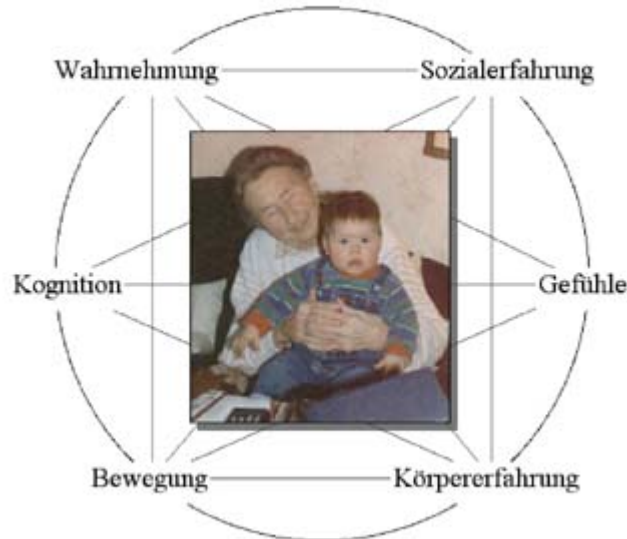 Wahrnehmung
Sozialerfahrung
Kognition
Gefühle
Bewegung
Körpererfahrung